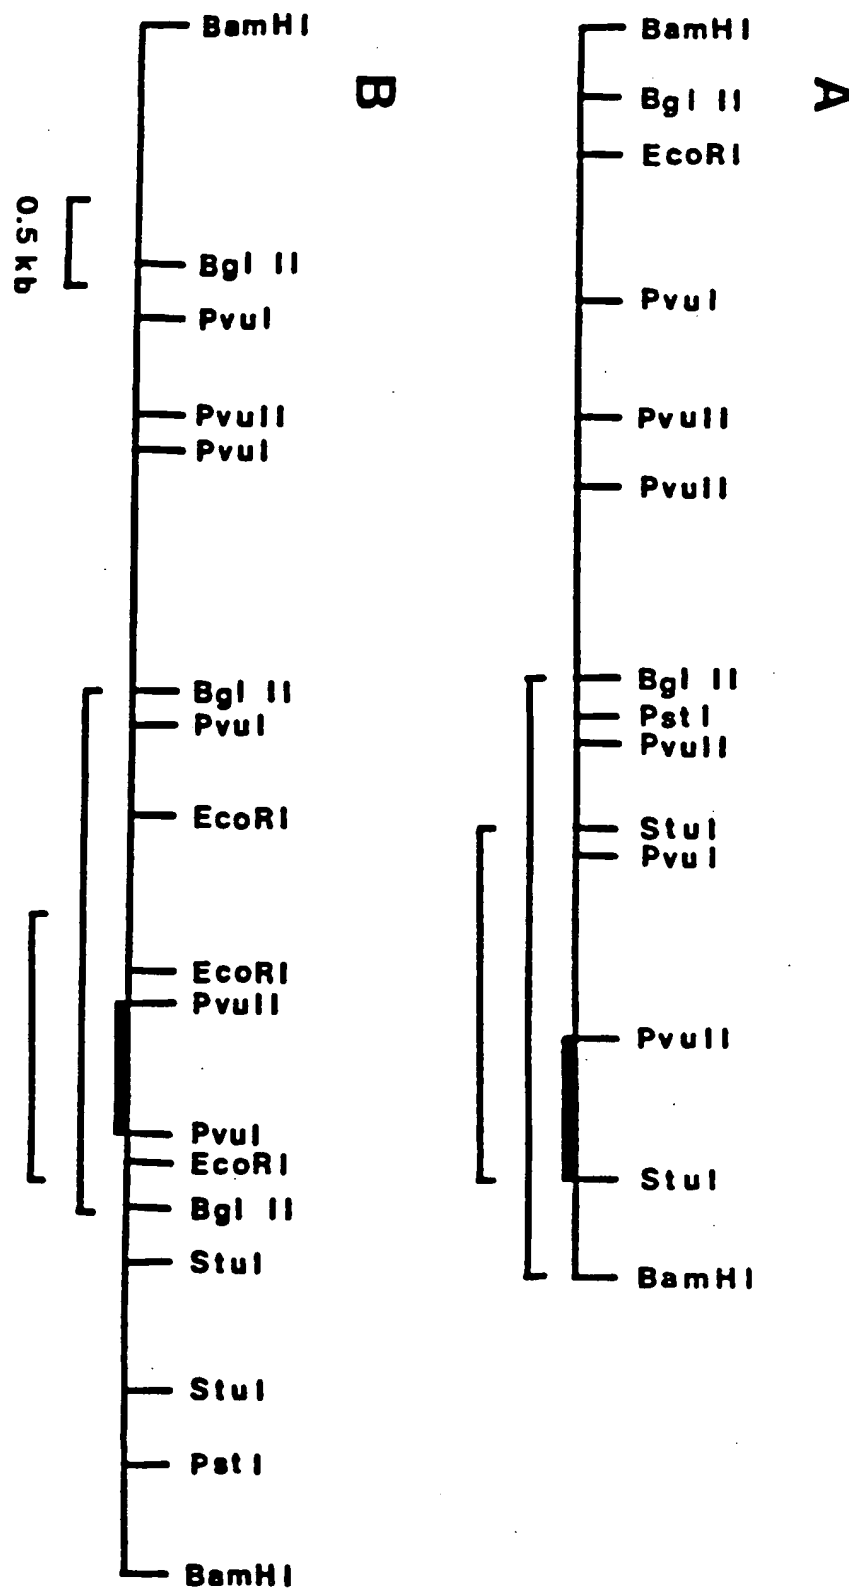 A
BamHI
Bgl II
EcoRI
PvuI
PvuII
PvuII
Bgl II
PstI
PvuII
StuI
PvuI
PvuII
StuI
BamHI
B
BamHI
Bgl II
PvuI
PvuII
PvuI
Bgl II
PvuI
EcoRI
EcoRI
PvuII
PvuI
EcoRI
Bgl II
StuI
StuI
PstI
BamHI
0.5 kb